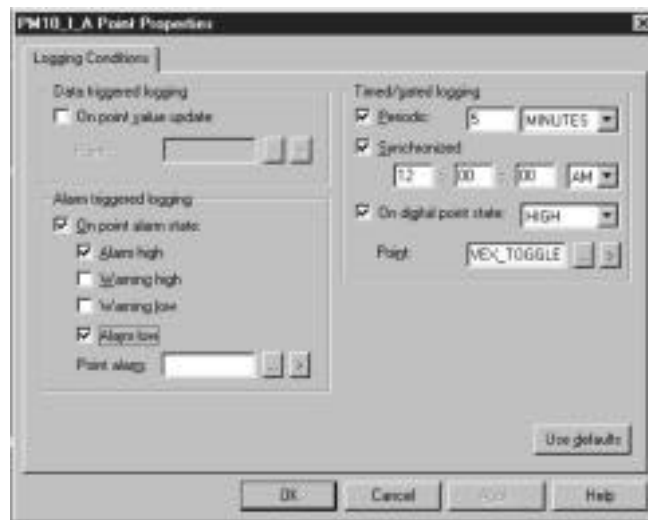 PM10_I_A Point Properties
Logging Conditions
Data triggered logging
On point value update
Alarm triggered logging
On point alarm state:
Alarm high
Warning high
Warning low
Alarm low
Point alarm:
Timed/gated logging
Periodic: 5 MINUTES
Synchronized
12 : 00 : 00 AM
On digital point state: HIGH
Point: VEX_TOGGLE ... >
Use defaults
OK Cancel Apply Help